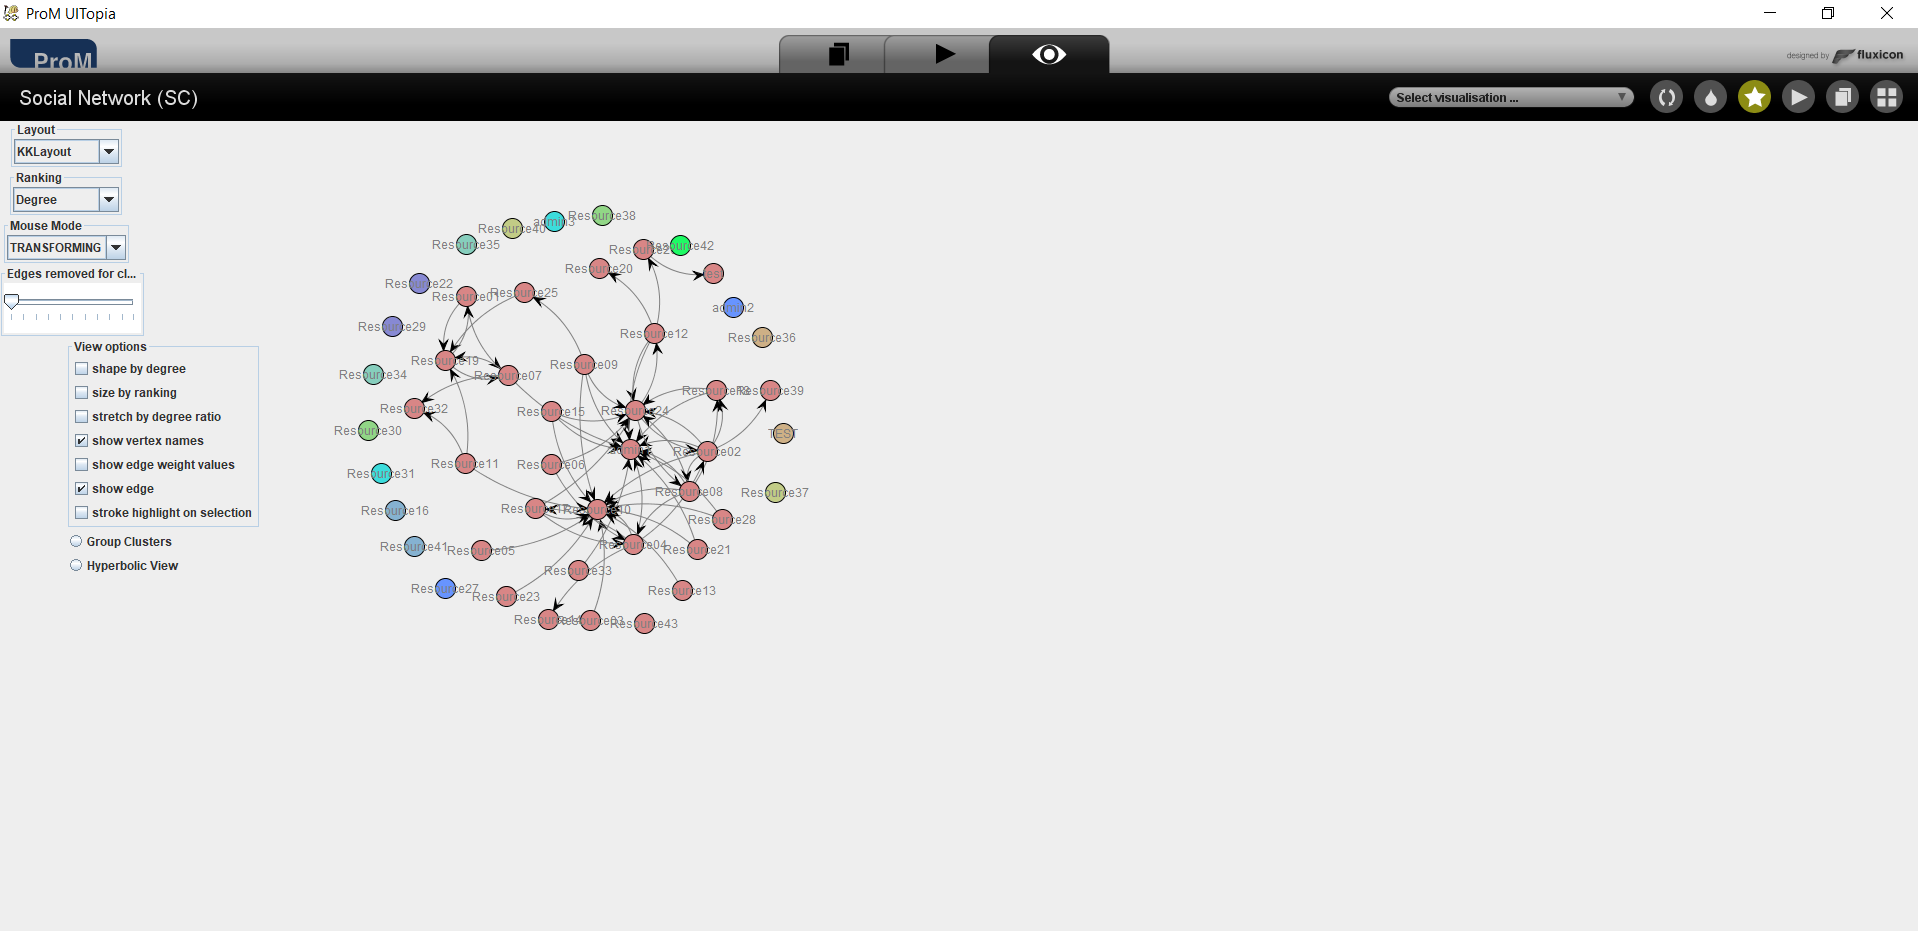 ProM UITopia
ProM
designed by fluxicon
Social Network (SC)
Select visualisation ...
Layout
KKLayout
Ranking
Degree
Mouse Mode
TRANSFORMING
Edges removed for cl...
View options
shape by degree
size by ranking
stretch by degree ratio
show vertex names
show edge weight values
show edge
stroke highlight on selection
Group Clusters
Hyperbolic View
Resource38
admin3
Resource40
Resource35
Resource42
Resource20
Resource22
Resource01
Resource25
admin2
Resource29
Resource12
Resource36
Resource19
Resource09
Resource34
Resource07
Resource39
Resource32
Resource15
Resource24
Resource30
TEST
Resource02
Resource11
Resource06
Resource31
Resource08
Resource37
Resource16
Resource10
Resource28
Resource41
Resource05
Resource04
Resource21
Resource33
Resource27
Resource23
Resource13
Resource43